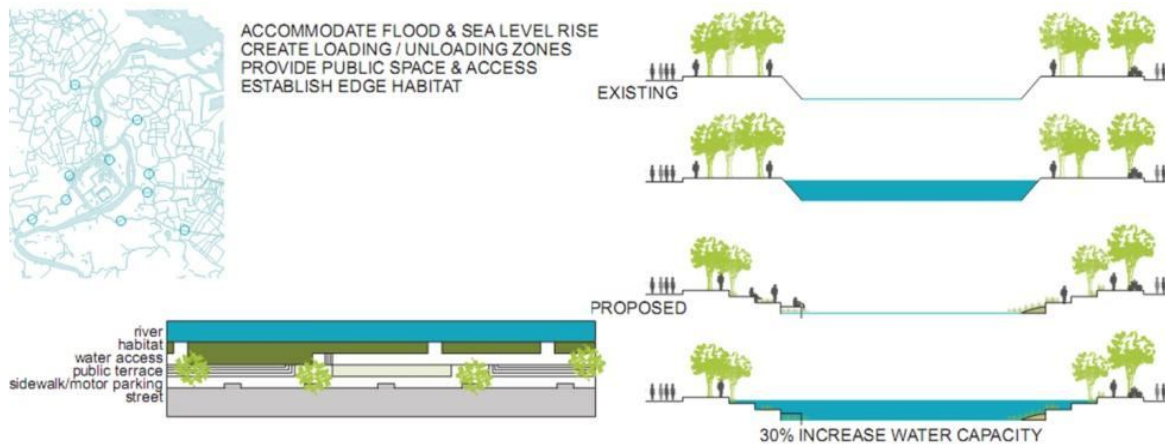 ACCOMMODATE FLOOD & SEA LEVEL RISE
CREATE LOADING / UNLOADING ZONES
PROVIDE PUBLIC SPACE & ACCESS
ESTABLISH EDGE HABITAT
EXISTING
PROPOSED
30% INCREASE WATER CAPACITY
river
habitat
water access
public terrace
sidewalk/motor parking
street